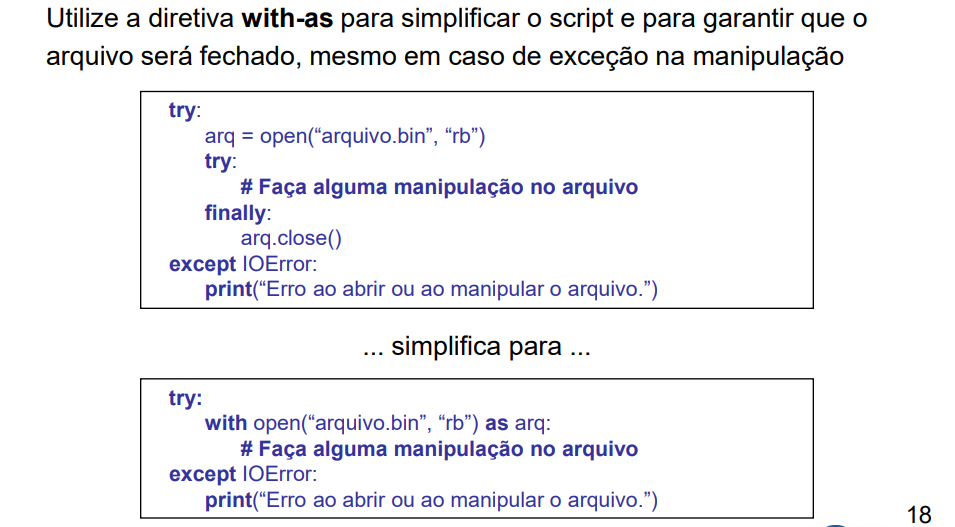 Utilize a diretiva with-as para simplificar o script e para garantir que o
arquivo será fechado, mesmo em caso de exceção na manipulação
try:
arq = open(“arquivo.bin”, “rb”)
try:
# Faça alguma manipulação no arquivo
finally:
arq.close()
except IOError:
print(“Erro ao abrir ou ao manipular o arquivo.”)
... simplifica para ...
try:
with open(“arquivo.bin”, “rb”) as arq:
# Faça alguma manipulação no arquivo
except IOError:
print(“Erro ao abrir ou ao manipular o arquivo.”)
18